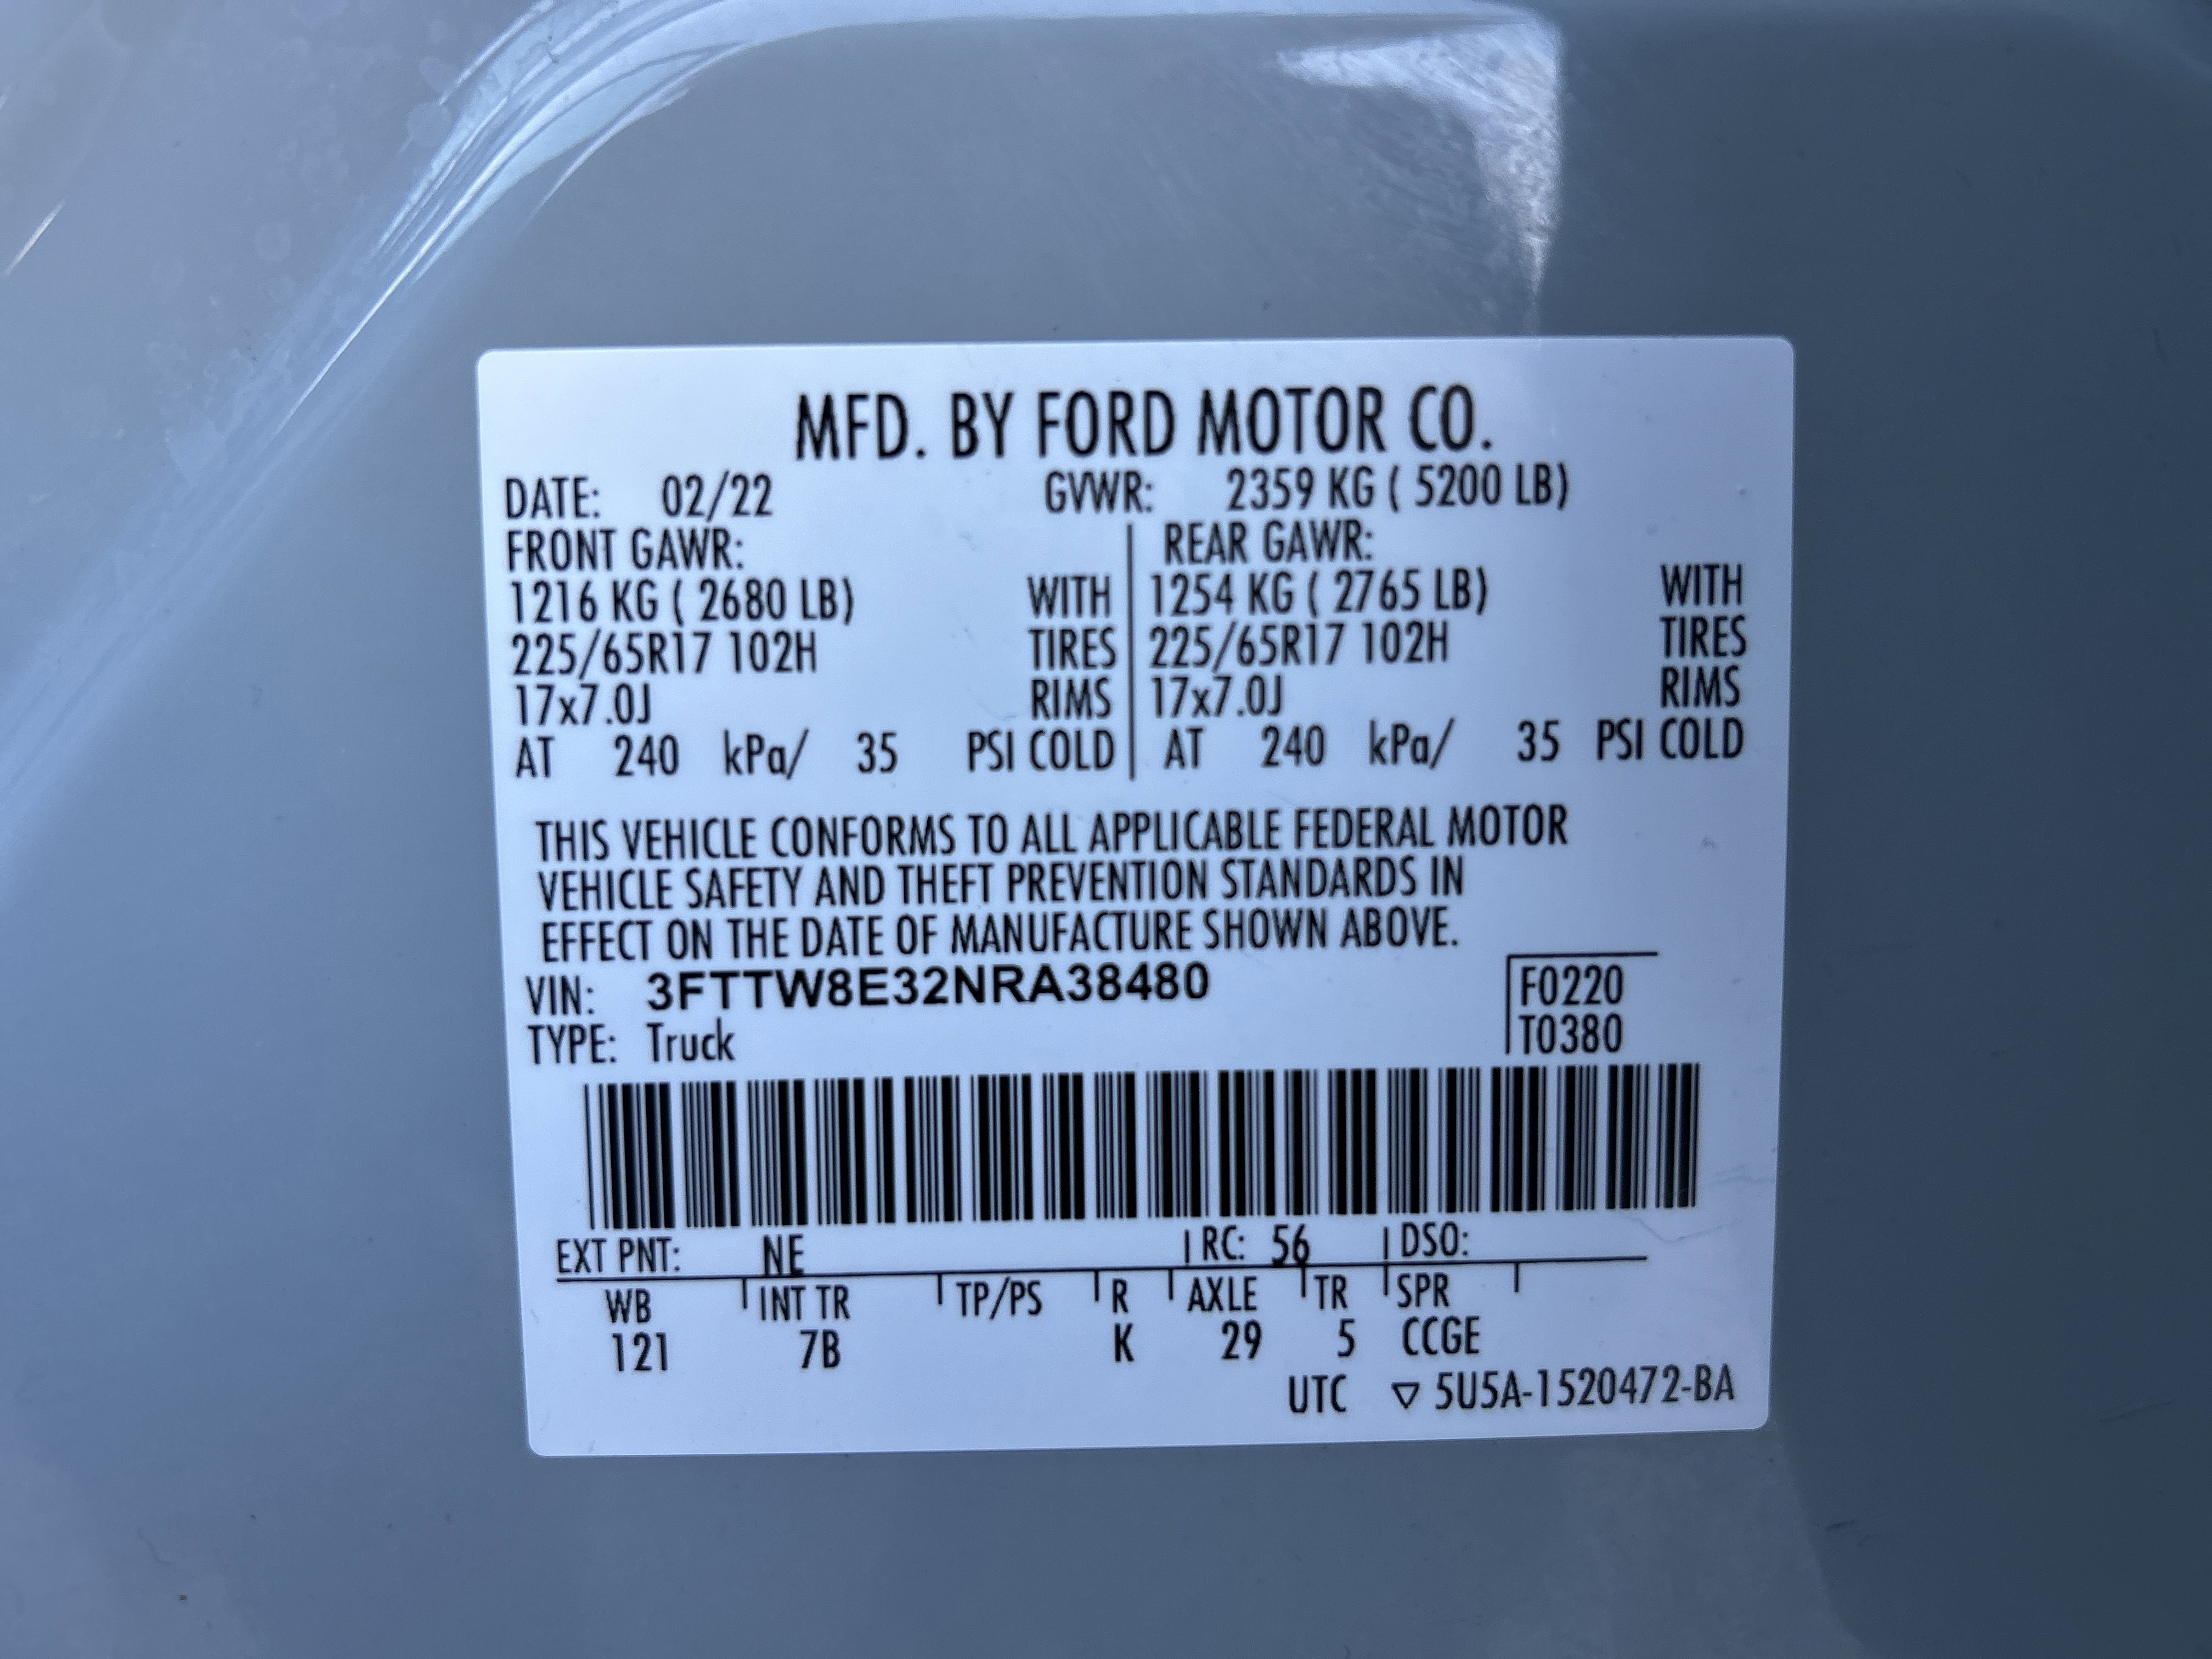 MFD. BY FORD MOTOR CO.
DATE: 02/22 GVWR: 2359 KG ( 5200 LB)
FRONT GAWR: REAR GAWR:
1216 KG ( 2680 LB) WITH 1254 KG ( 2765 LB) WITH
225/65R17 102H TIRES 225/65R17 102H TIRES
17x7.0J RIMS 17x7.0J RIMS
AT 240 kPa/ 35 PSI COLD AT 240 kPa/ 35 PSI COLD
THIS VEHICLE CONFORMS TO ALL APPLICABLE FEDERAL MOTOR
VEHICLE SAFETY AND THEFT PREVENTION STANDARDS IN
EFFECT ON THE DATE OF MANUFACTURE SHOWN ABOVE.
VIN: 3FTTW8E32NRA38480 F0220
TYPE: Truck T0380
EXT PNT: NE RC: 56 DSO:
WB INT TR TP/PS R AXLE TR SPR
121 7B K 29 5 CCGE
UTC ▽ 5U5A-1520472-BA